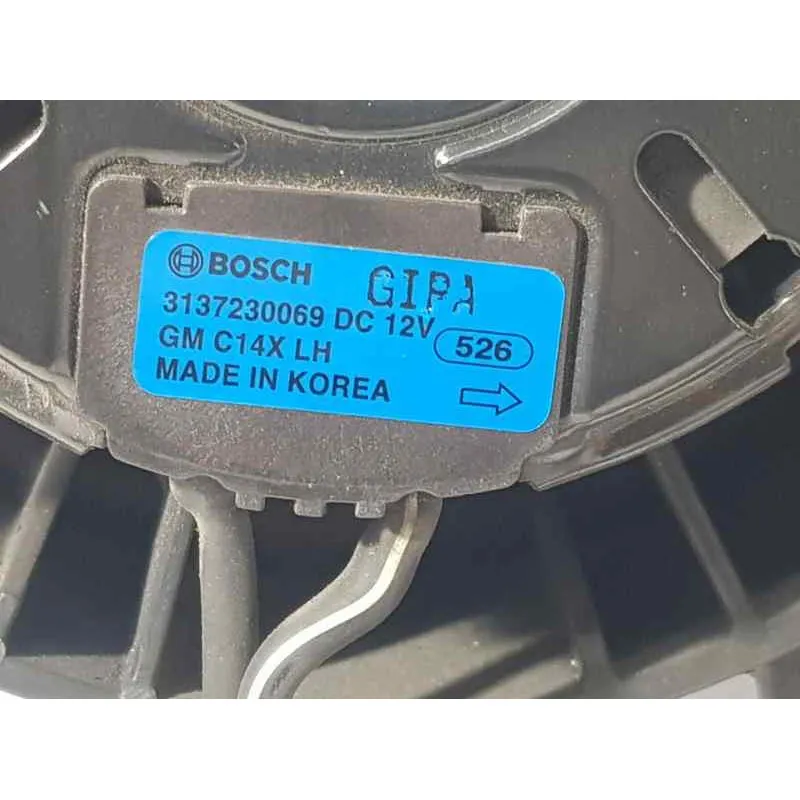 BOSCH GIPA
3137230069 DC 12V
GM C14X LH 526
MADE IN KOREA